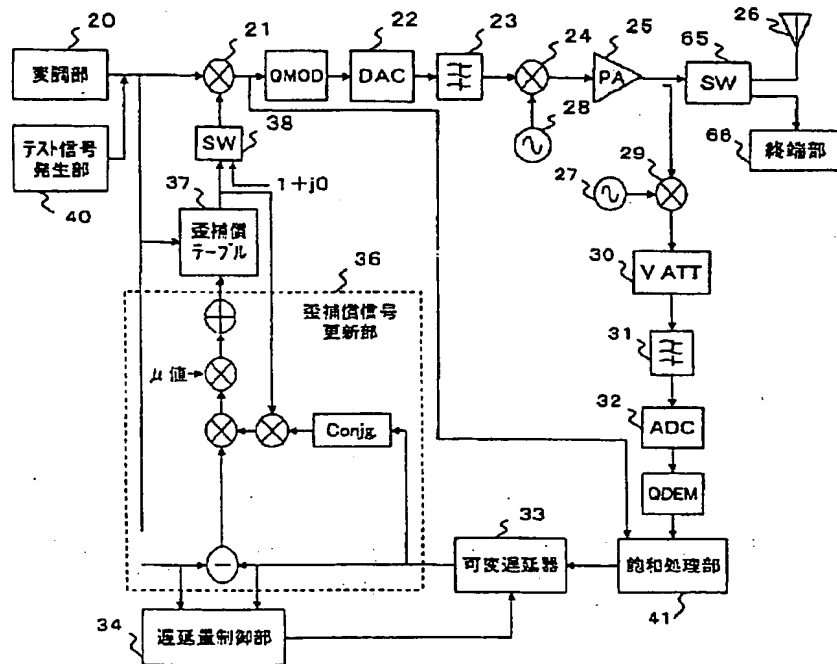 20
変調部
21
QMOD
22
DAC
23
24
25
PA
65
SW
26
テスト信号
発生部
40
SW
38
28
66
終端部
1+j0
27
29
37
歪補償
テーブル
30
V ATT
36
歪補償信号
更新部
31
μ値
32
ADC
Conjg.
QDEM
33
可変遅延器
飽和処理部
41
34
遅延量制御部